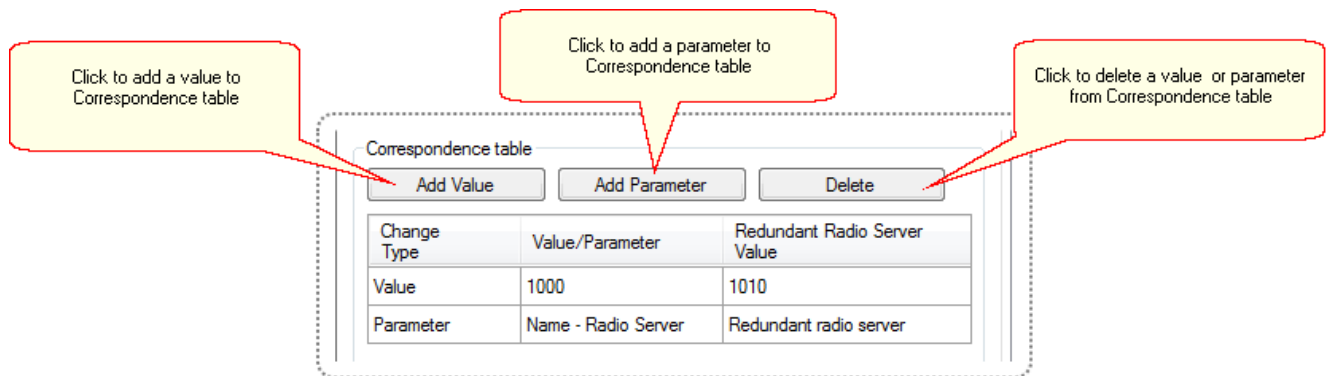 Click to add a value to
Correspondence table
Click to add a parameter to
Correspondence table
Click to delete a value or parameter
from Correspondence table
Correspondence table
Add Value
Add Parameter
Delete
Change
Type
Value/Parameter
Redundant Radio Server
Value
Value
1000
1010
Parameter
Name - Radio Server
Redundant radio server